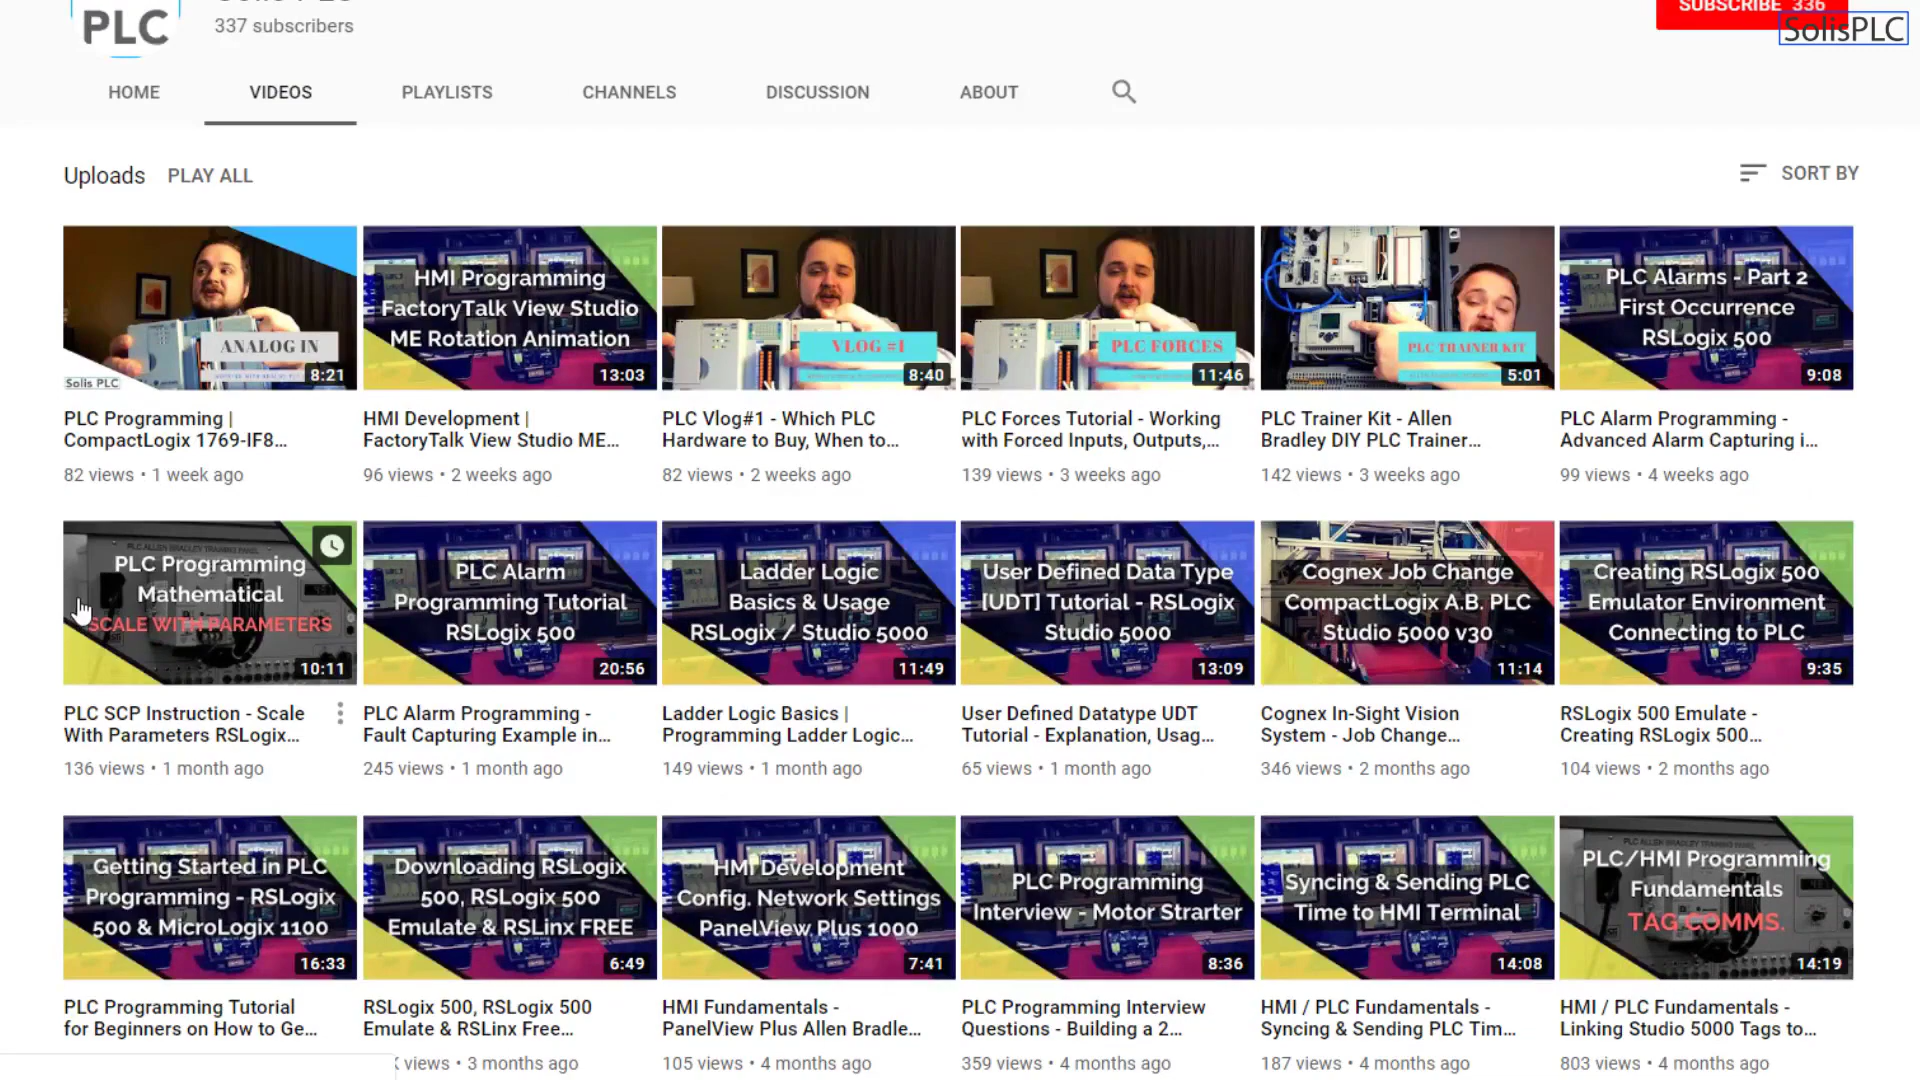 PLC
337 subscribers
SUBSCRIBE 336
SolisPLC
HOME
VIDEOS
PLAYLISTS
CHANNELS
DISCUSSION
ABOUT
Uploads
PLAY ALL
SORT BY
ANALOG IN
Solis PLC
8:21
HMI Programming
FactoryTalk View Studio
ME Rotation Animation
13:03
VLOG #1
8:40
PLC FORCES
11:46
PLC TRAINER KIT
5:01
PLC Alarms - Part 2
First Occurrence
RSLogix 500
9:08
PLC Programming |
CompactLogix 1769-IF8...
82 views • 1 week ago
HMI Development |
FactoryTalk View Studio ME...
96 views • 2 weeks ago
PLC Vlog#1 - Which PLC
Hardware to Buy, When to...
82 views • 2 weeks ago
PLC Forces Tutorial - Working
with Forced Inputs, Outputs,...
139 views • 3 weeks ago
PLC Trainer Kit - Allen
Bradley DIY PLC Trainer...
142 views • 3 weeks ago
PLC Alarm Programming -
Advanced Alarm Capturing i...
99 views • 4 weeks ago
PLC Programming
Mathematical
SCALE WITH PARAMETERS
10:11
PLC Alarm
Programming Tutorial
RSLogix 500
20:56
Ladder Logic
Basics & Usage
RSLogix / Studio 5000
11:49
User Defined Data Type
[UDT] Tutorial - RSLogix
Studio 5000
13:09
Cognex Job Change
CompactLogix A.B. PLC
Studio 5000 v30
11:14
Creating RSLogix 500
Emulator Environment
Connecting to PLC
9:35
PLC SCP Instruction - Scale
With Parameters RSLogix...
136 views • 1 month ago
PLC Alarm Programming -
Fault Capturing Example in...
245 views • 1 month ago
Ladder Logic Basics |
Programming Ladder Logic...
149 views • 1 month ago
User Defined Datatype UDT
Tutorial - Explanation, Usag...
65 views • 1 month ago
Cognex In-Sight Vision
System - Job Change...
346 views • 2 months ago
RSLogix 500 Emulate -
Creating RSLogix 500...
104 views • 2 months ago
Getting Started in PLC
Programming - RSLogix
500 & MicroLogix 1100
16:33
Downloading RSLogix
500, RSLogix 500
Emulate & RSLinx FREE
6:49
HMI Development
Config. Network Settings
PanelView Plus 1000
7:41
PLC Programming
Interview - Motor Strarter
8:36
Syncing & Sending PLC
Time to HMI Terminal
14:08
PLC/HMI Programming
Fundamentals
TAG COMMS.
14:19
PLC Programming Tutorial
for Beginners on How to Ge...
RSLogix 500, RSLogix 500
Emulate & RSLinx Free...
views • 3 months ago
HMI Fundamentals -
PanelView Plus Allen Bradle...
105 views • 4 months ago
PLC Programming Interview
Questions - Building a 2...
359 views • 4 months ago
HMI / PLC Fundamentals -
Syncing & Sending PLC Tim...
187 views • 4 months ago
HMI / PLC Fundamentals -
Linking Studio 5000 Tags to...
803 views • 4 months ago